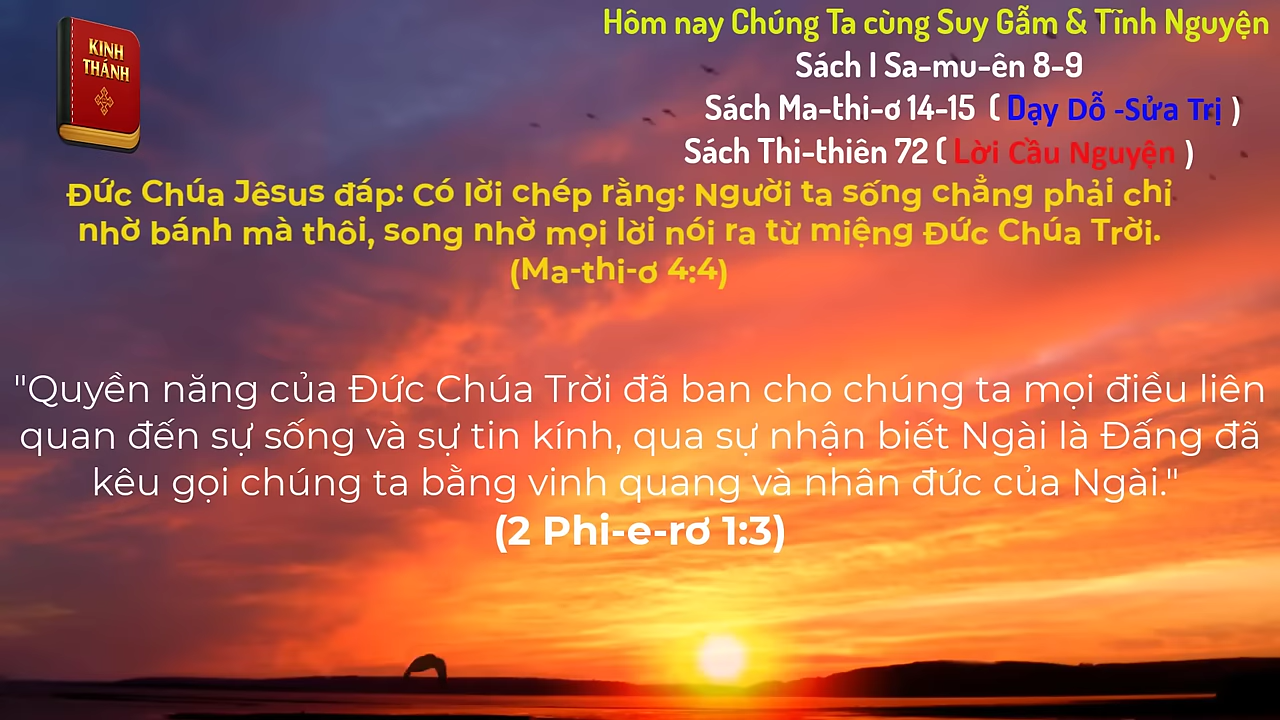 KINH
THÁNH
Hôm nay Chúng Ta cùng Suy Gẫm & Tĩnh Nguyện
Sách I Sa-mu-ên 8-9
Sách Ma-thi-ơ 14-15 ( Dạy Dỗ -Sửa Trị )
Sách Thi-thiên 72 ( Lời Cầu Nguyện )
Đức Chúa Jêsus đáp: Có lời chép rằng: Người ta sống chẳng phải chỉ
nhờ bánh mà thôi, song nhờ mọi lời nói ra từ miệng Đức Chúa Trời.
(Ma-thi-ơ 4:4)
"Quyền năng của Đức Chúa Trời đã ban cho chúng ta mọi điều liên
quan đến sự sống và sự tin kính, qua sự nhận biết Ngài là Đấng đã
kêu gọi chúng ta bằng vinh quang và nhân đức của Ngài."
(2 Phi-e-rơ 1:3)